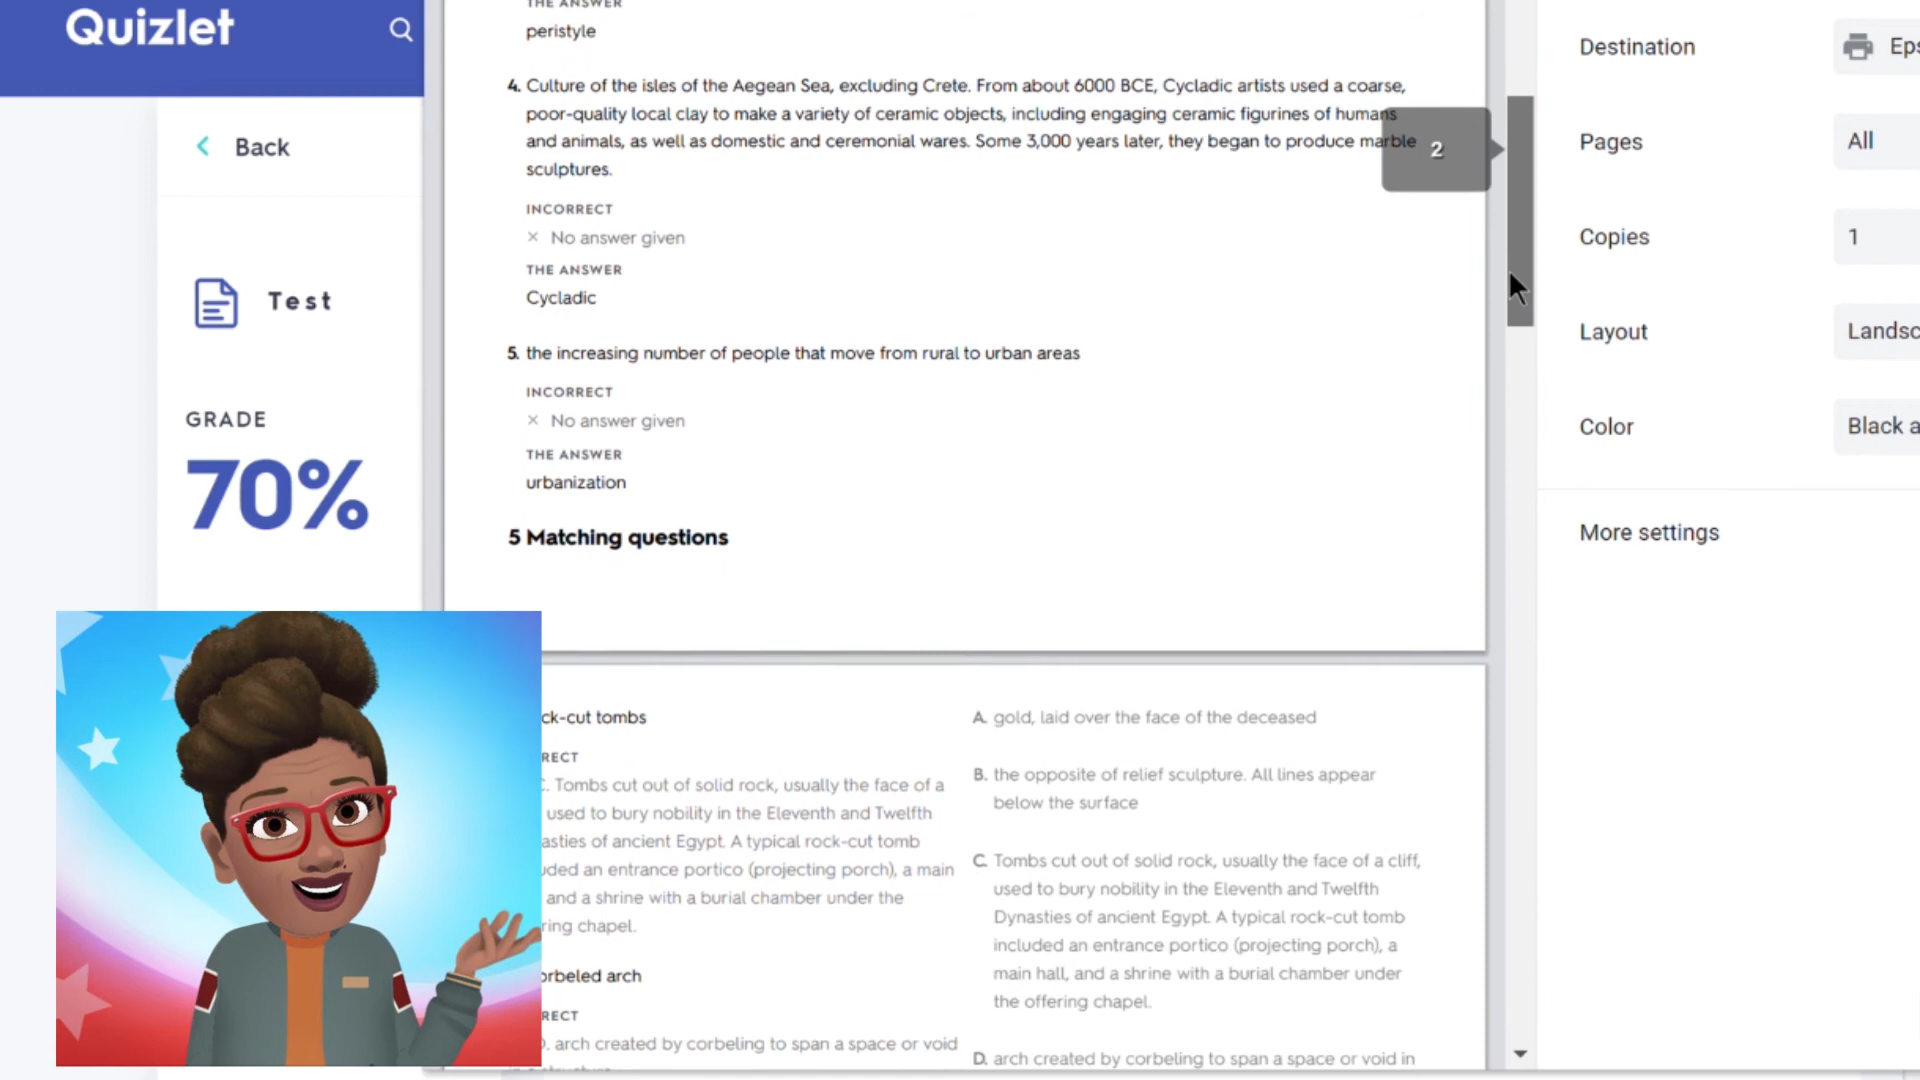 Quizlet
Back
Test
GRADE
70%
THE ANSWER
peristyle
4. Culture of the isles of the Aegean Sea, excluding Crete. From about 6000 BCE, Cycladic artists used a coarse,
poor-quality local clay to make a variety of ceramic objects, including engaging ceramic figurines of humans
and animals, as well as domestic and ceremonial wares. Some 3,000 years later, they began to produce marble
sculptures.
INCORRECT
× No answer given
THE ANSWER
Cycladic
5. the increasing number of people that move from rural to urban areas
INCORRECT
× No answer given
THE ANSWER
urbanization
5 Matching questions
2
ck-cut tombs
RECT
C. Tombs cut out of solid rock, usually the face of a
used to bury nobility in the Eleventh and Twelfth
asties of ancient Egypt. A typical rock-cut tomb
uded an entrance portico (projecting porch), a main
and a shrine with a burial chamber under the
ring chapel.
orbeled arch
RECT
D. arch created by corbeling to span a space or void
A. gold, laid over the face of the deceased
B. the opposite of relief sculpture. All lines appear
below the surface
C. Tombs cut out of solid rock, usually the face of a cliff,
used to bury nobility in the Eleventh and Twelfth
Dynasties of ancient Egypt. A typical rock-cut tomb
included an entrance portico (projecting porch), a
main hall, and a shrine with a burial chamber under
the offering chapel.
D. arch created by corbeling to span a space or void in
Destination
Eps
Pages
All
Copies
1
Layout
Landsc
Color
Black a
More settings